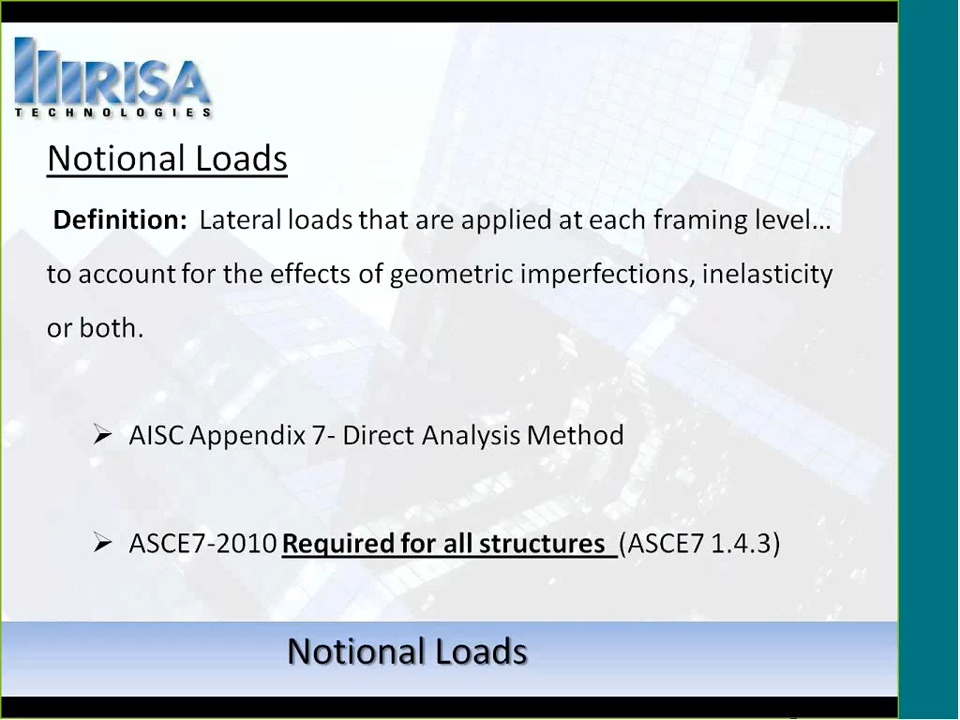 RISA
TECHNOLOGIES
Notional Loads
Definition: Lateral loads that are applied at each framing level…
to account for the effects of geometric imperfections, inelasticity
or both.
➢ AISC Appendix 7- Direct Analysis Method
➢ ASCE7-2010 Required for all structures (ASCE7 1.4.3)
Notional Loads